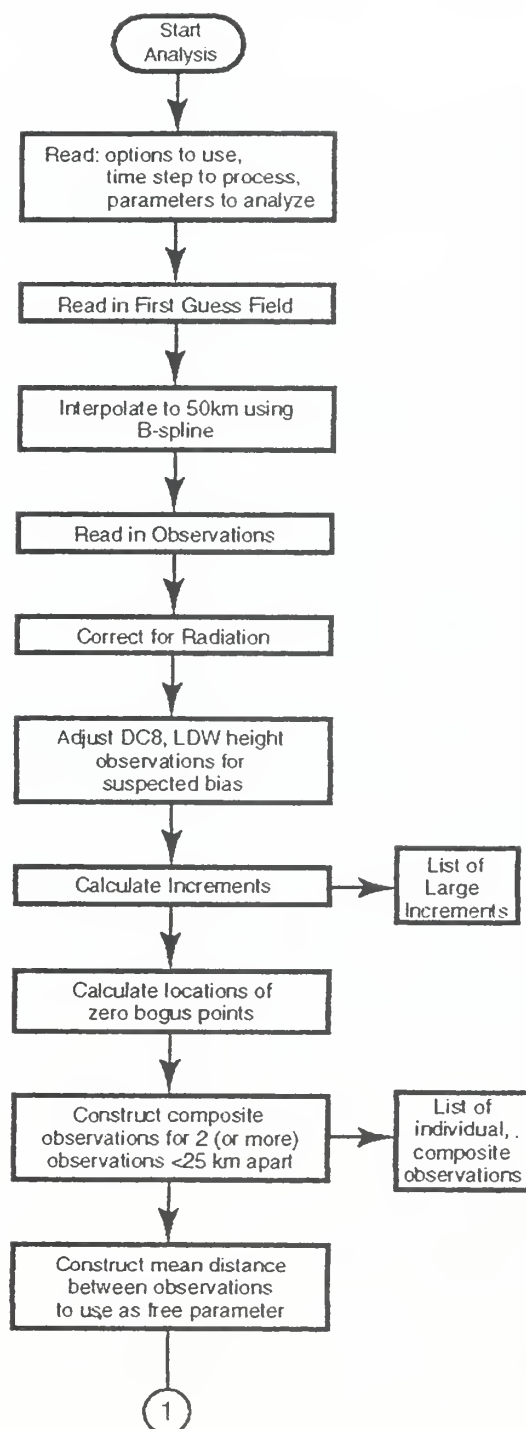 Start
Analysis
Read: options to use,
time step to process,
parameters to analyze
Read in First Guess Field
Interpolate to 50km using
B-spline
Read in Observations
Correct for Radiation
Adjust DC8, LDW height
observations for
suspected bias
Calculate Increments
List of
Large
Increments
Calculate locations of
zero bogus points
Construct composite
observations for 2 (or more)
observations <25 km apart
List of
individual, .
composite
observations
Construct mean distance
between observations
to use as free parameter
1